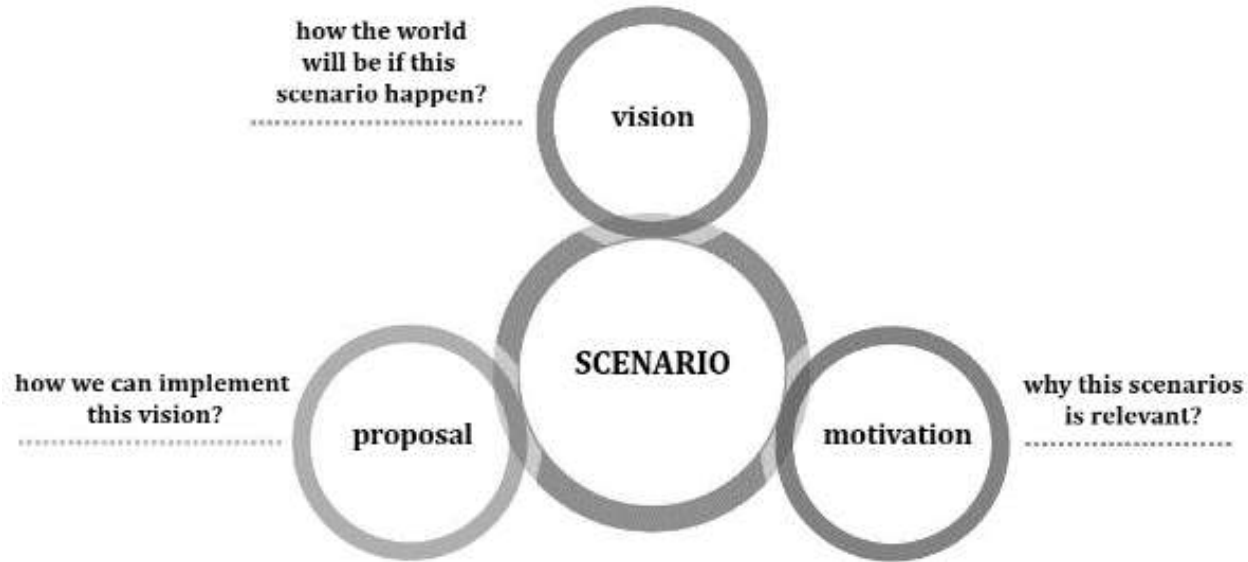 how the world
will be if this
scenario happen?
vision
SCENARIO
how we can implement
this vision?
proposal
motivation
why this scenarios
is relevant?